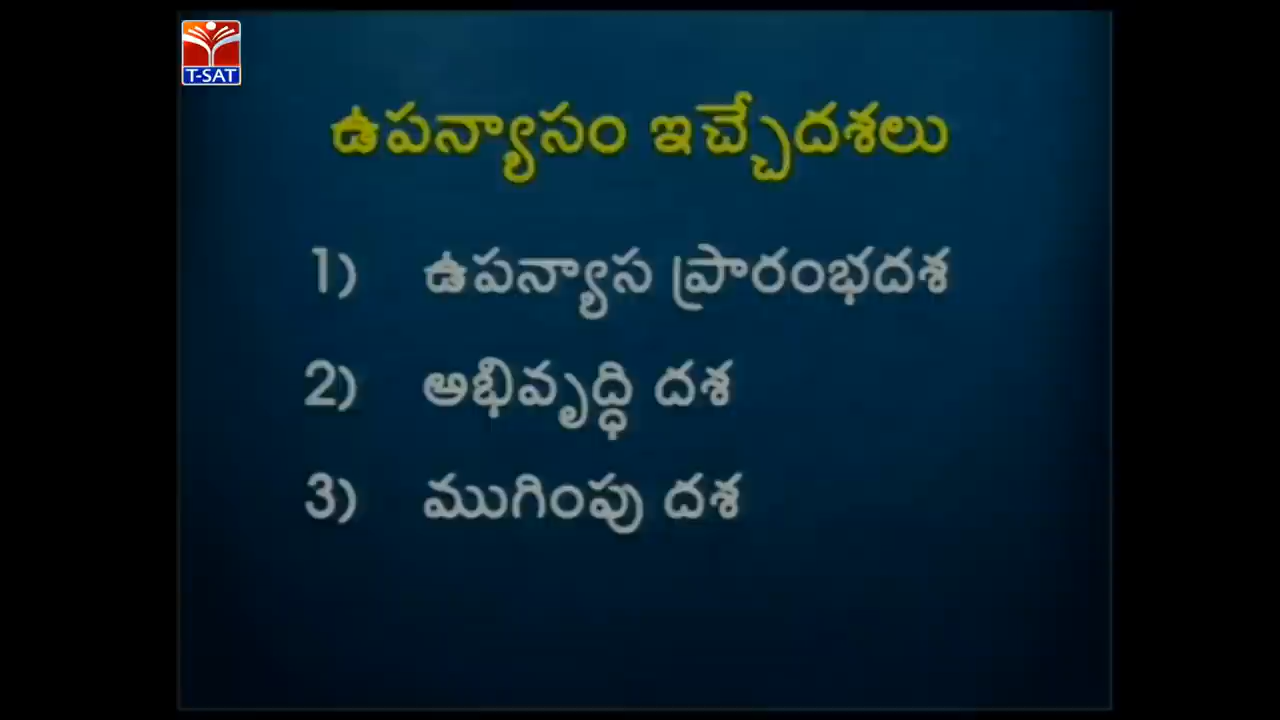 T-SAT
ఉపన్యాసం ఇచ్చేదశలు
1) ఉపన్యాస ప్రారంభదశ
2) అభివృద్ధి దశ
3) ముగింపు దశ